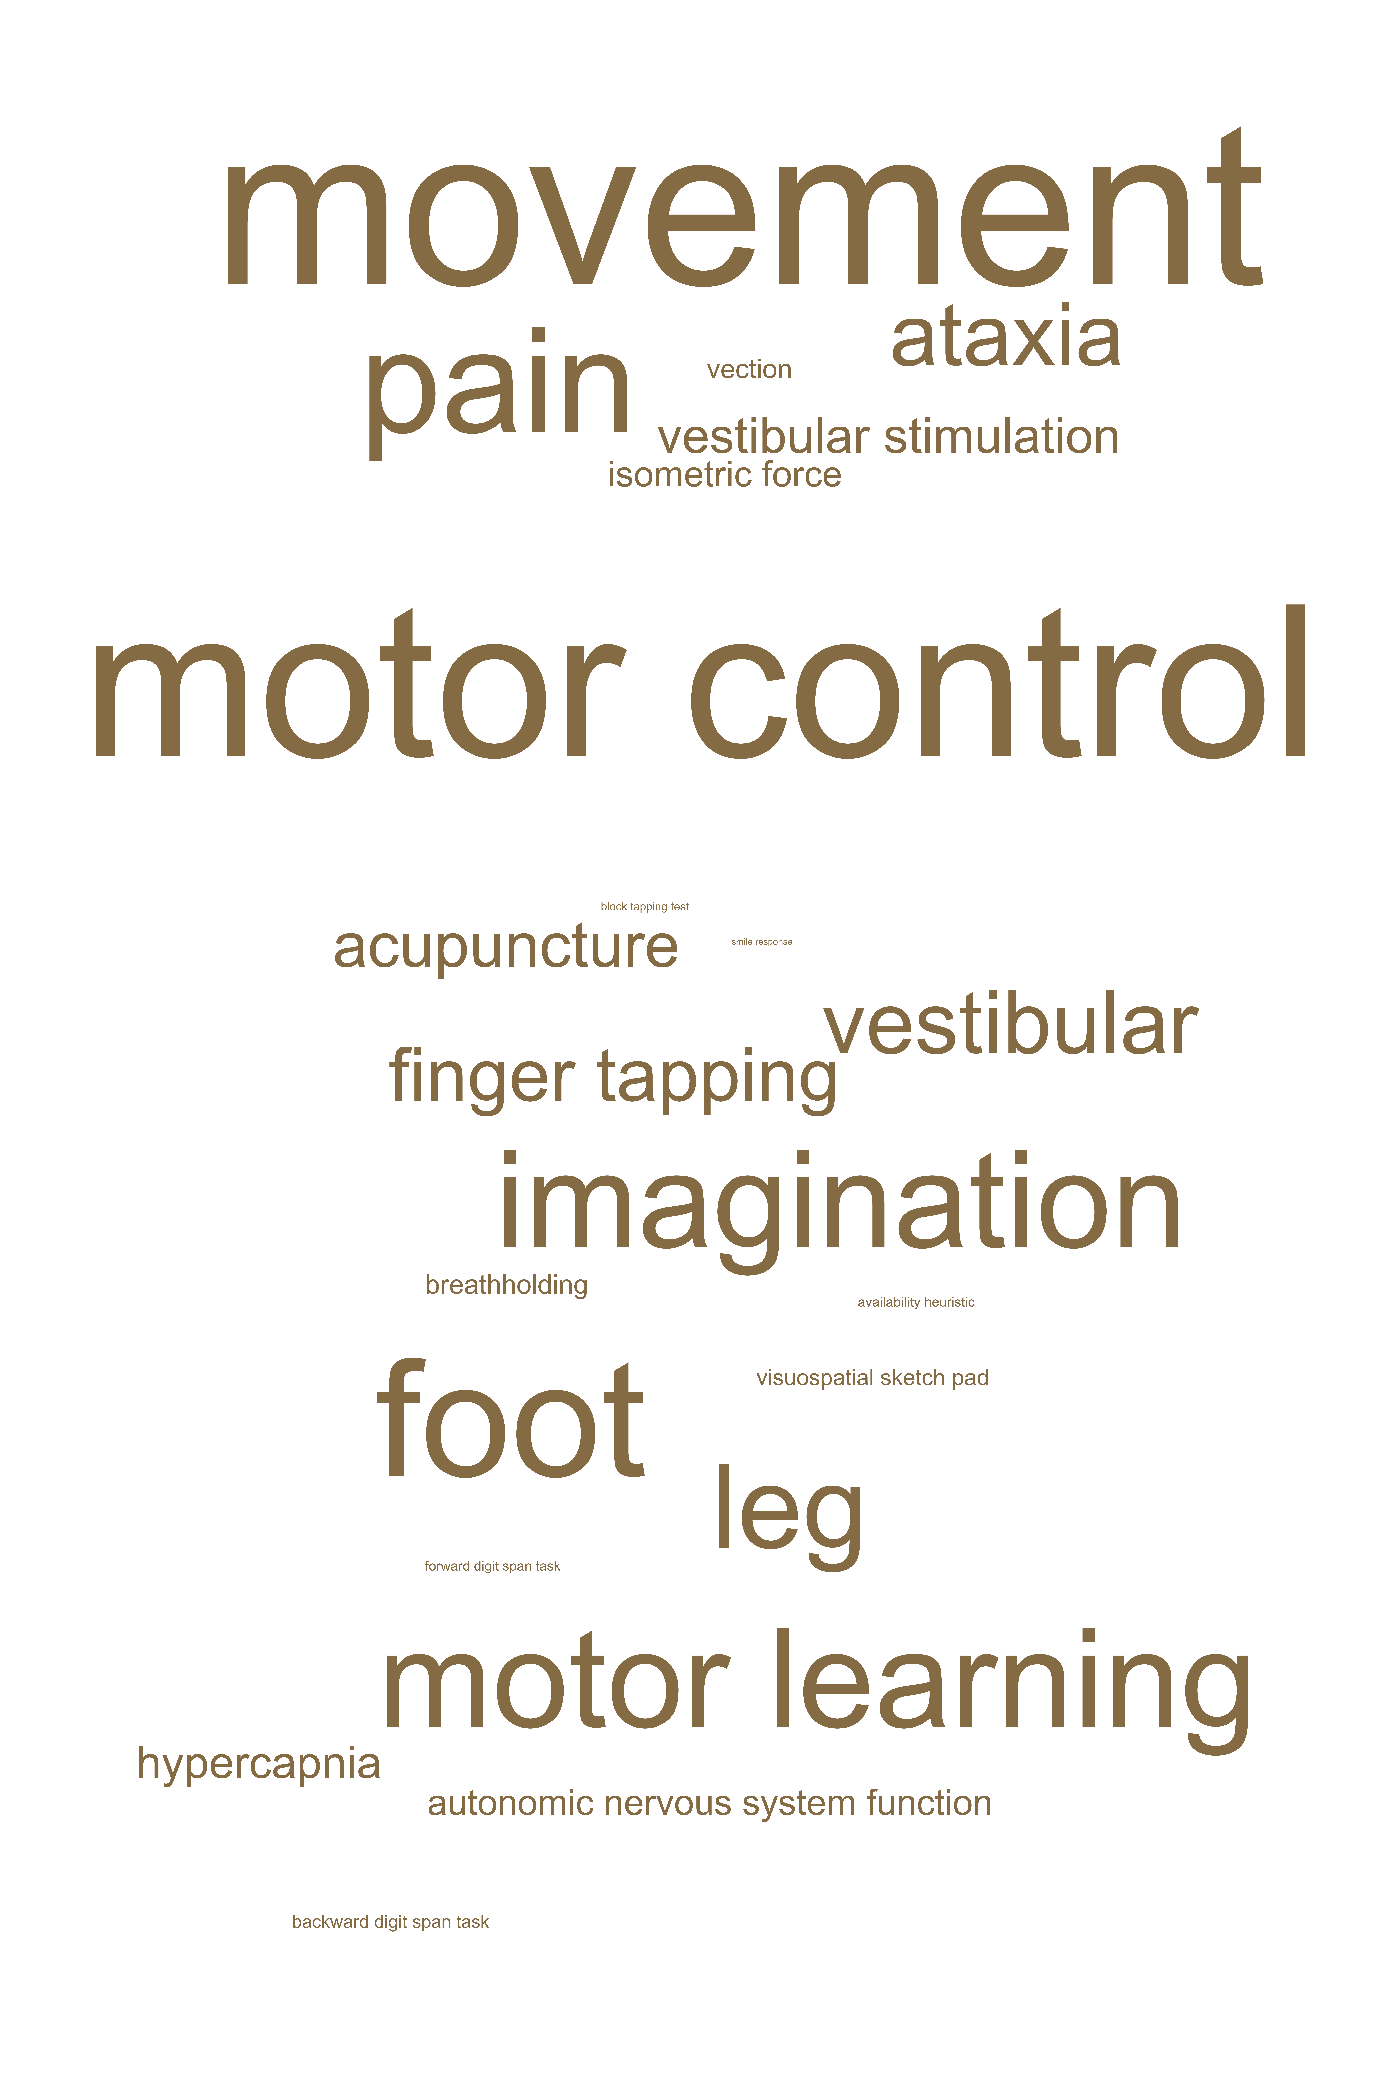 movement
ataxia
pain
vection
vestibular stimulation
isometric force
motor control
block tapping test
acupuncture
smile response
vestibular
finger tapping
imagination
breathholding
availability heuristic
foot
visuospatial sketch pad
leg
forward digit span task
motor learning
hypercapnia
autonomic nervous system function
backward digit span task